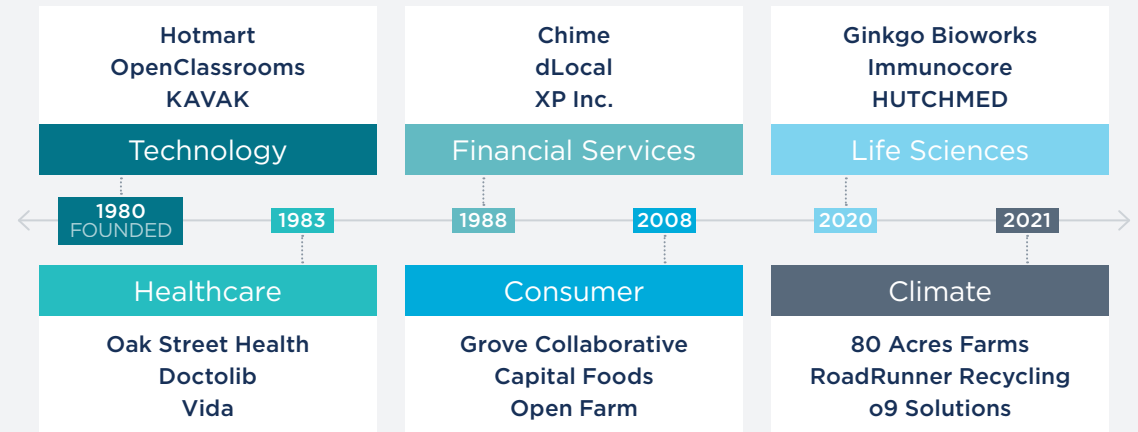 Hotmart
OpenClassrooms
KAVAK
Technology
Chime
dLocal
XP Inc.
Financial Services
Ginkgo Bioworks
Immunocore
HUTCHMED
Life Sciences
1980
FOUNDED
1983
1988
2008
2020
2021
Healthcare
Oak Street Health
Doctolib
Vida
Consumer
Grove Collaborative
Capital Foods
Open Farm
Climate
80 Acres Farms
RoadRunner Recycling
o9 Solutions